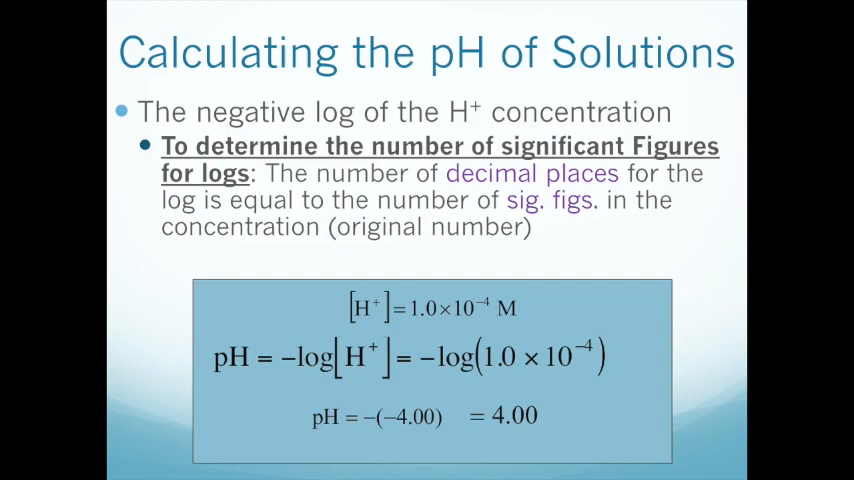 Calculating the pH of Solutions
• The negative log of the H⁺ concentration
• To determine the number of significant Figures
for logs: The number of decimal places for the
log is equal to the number of sig. figs. in the
concentration (original number)
[H⁺] = 1.0×10⁻⁴ M
pH = −log[H⁺] = −log(1.0 × 10⁻⁴)
pH = −(−4.00) = 4.00